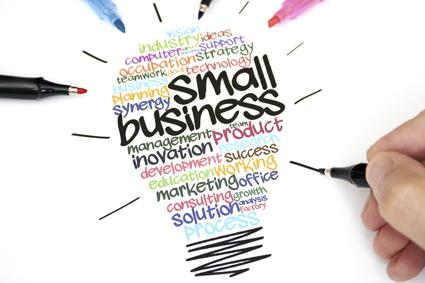 vision
industry ideas
computer support
occupation strategy
teamwork goal technology
business
planning small
synergy business
management team product
inovation research
development success
education working
marketing office
consulting growth
solution analysis
factory
process